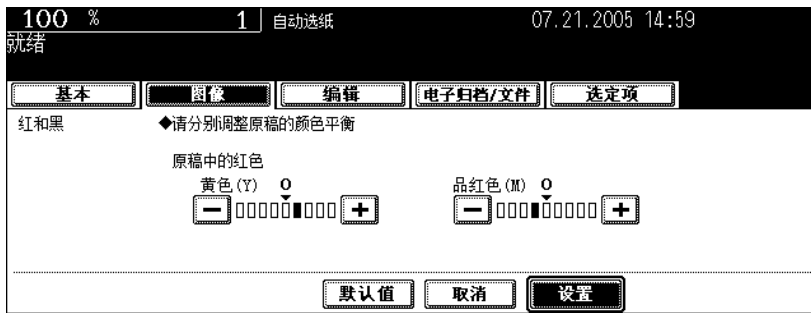 100 % 1 自动选纸 07.21.2005 14:59
就绪
基本 图像 编辑 电子归档/文件 选定项
红和黑 ◆请分别调整原稿的颜色平衡
原稿中的红色
黄色(Y) 0 品红色(M) 0
− + − +
默认值 取消 设置